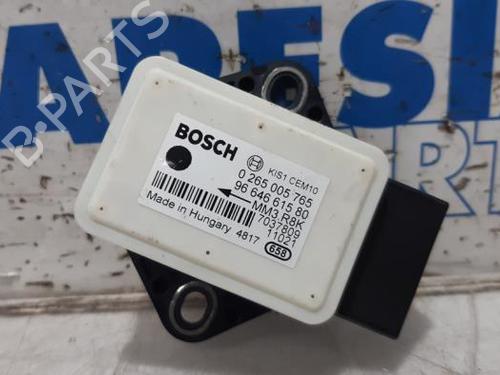 B-PARTS
BOSCH
KIS1 CEM10
0 265 005 765
96 646 615 80
MM3 R8K
7037809
11021
Made in Hungary 4817
658